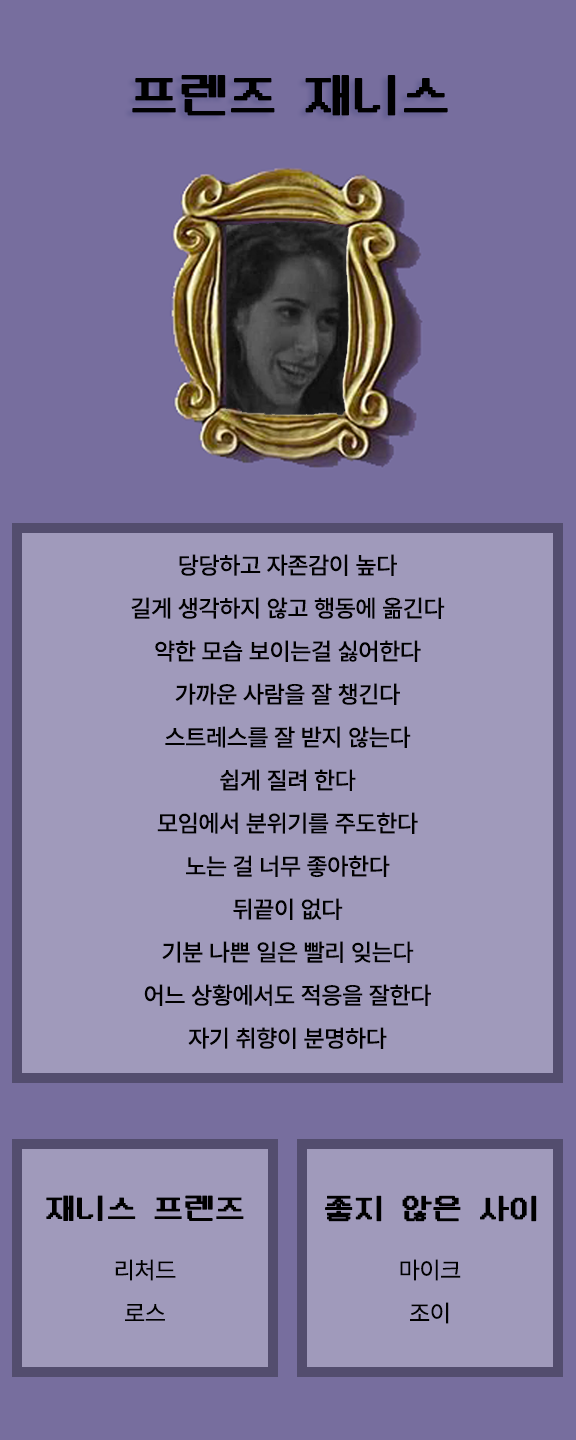 프렌즈 재니스
당당하고 자존감이 높다
길게 생각하지 않고 행동에 옮긴다
약한 모습 보이는걸 싫어한다
가까운 사람을 잘 챙긴다
스트레스를 잘 받지 않는다
쉽게 질려 한다
모임에서 분위기를 주도한다
노는 걸 너무 좋아한다
뒤끝이 없다
기분 나쁜 일은 빨리 잊는다
어느 상황에서도 적응을 잘한다
자기 취향이 분명하다
재니스 프렌즈
리처드
로스
좋지 않은 사이
마이크
조이